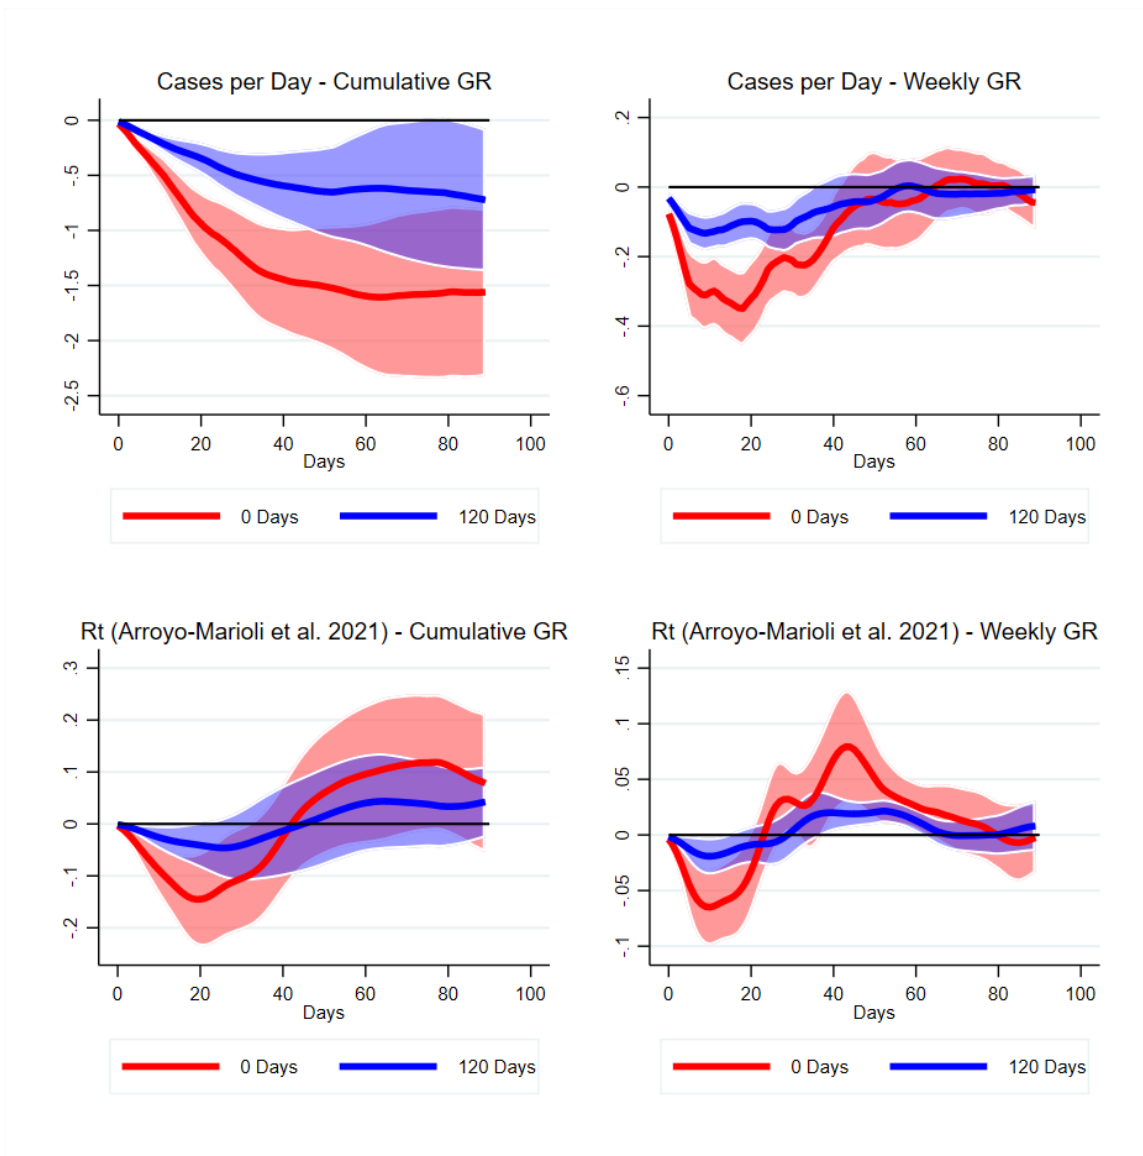 Cases per Day - Cumulative GR
0
-.5
-1
-1.5
-2
-2.5
0 20 40 60 80 100
Days
0 Days 120 Days
Cases per Day - Weekly GR
.2
0
-.2
-.4
-.6
0 20 40 60 80 100
Days
0 Days 120 Days
Rt (Arroyo-Marioli et al. 2021) - Cumulative GR
.3
.2
.1
0
-.1
-.2
0 20 40 60 80 100
Days
0 Days 120 Days
Rt (Arroyo-Marioli et al. 2021) - Weekly GR
.15
.1
.05
0
-.05
-.1
0 20 40 60 80 100
Days
0 Days 120 Days